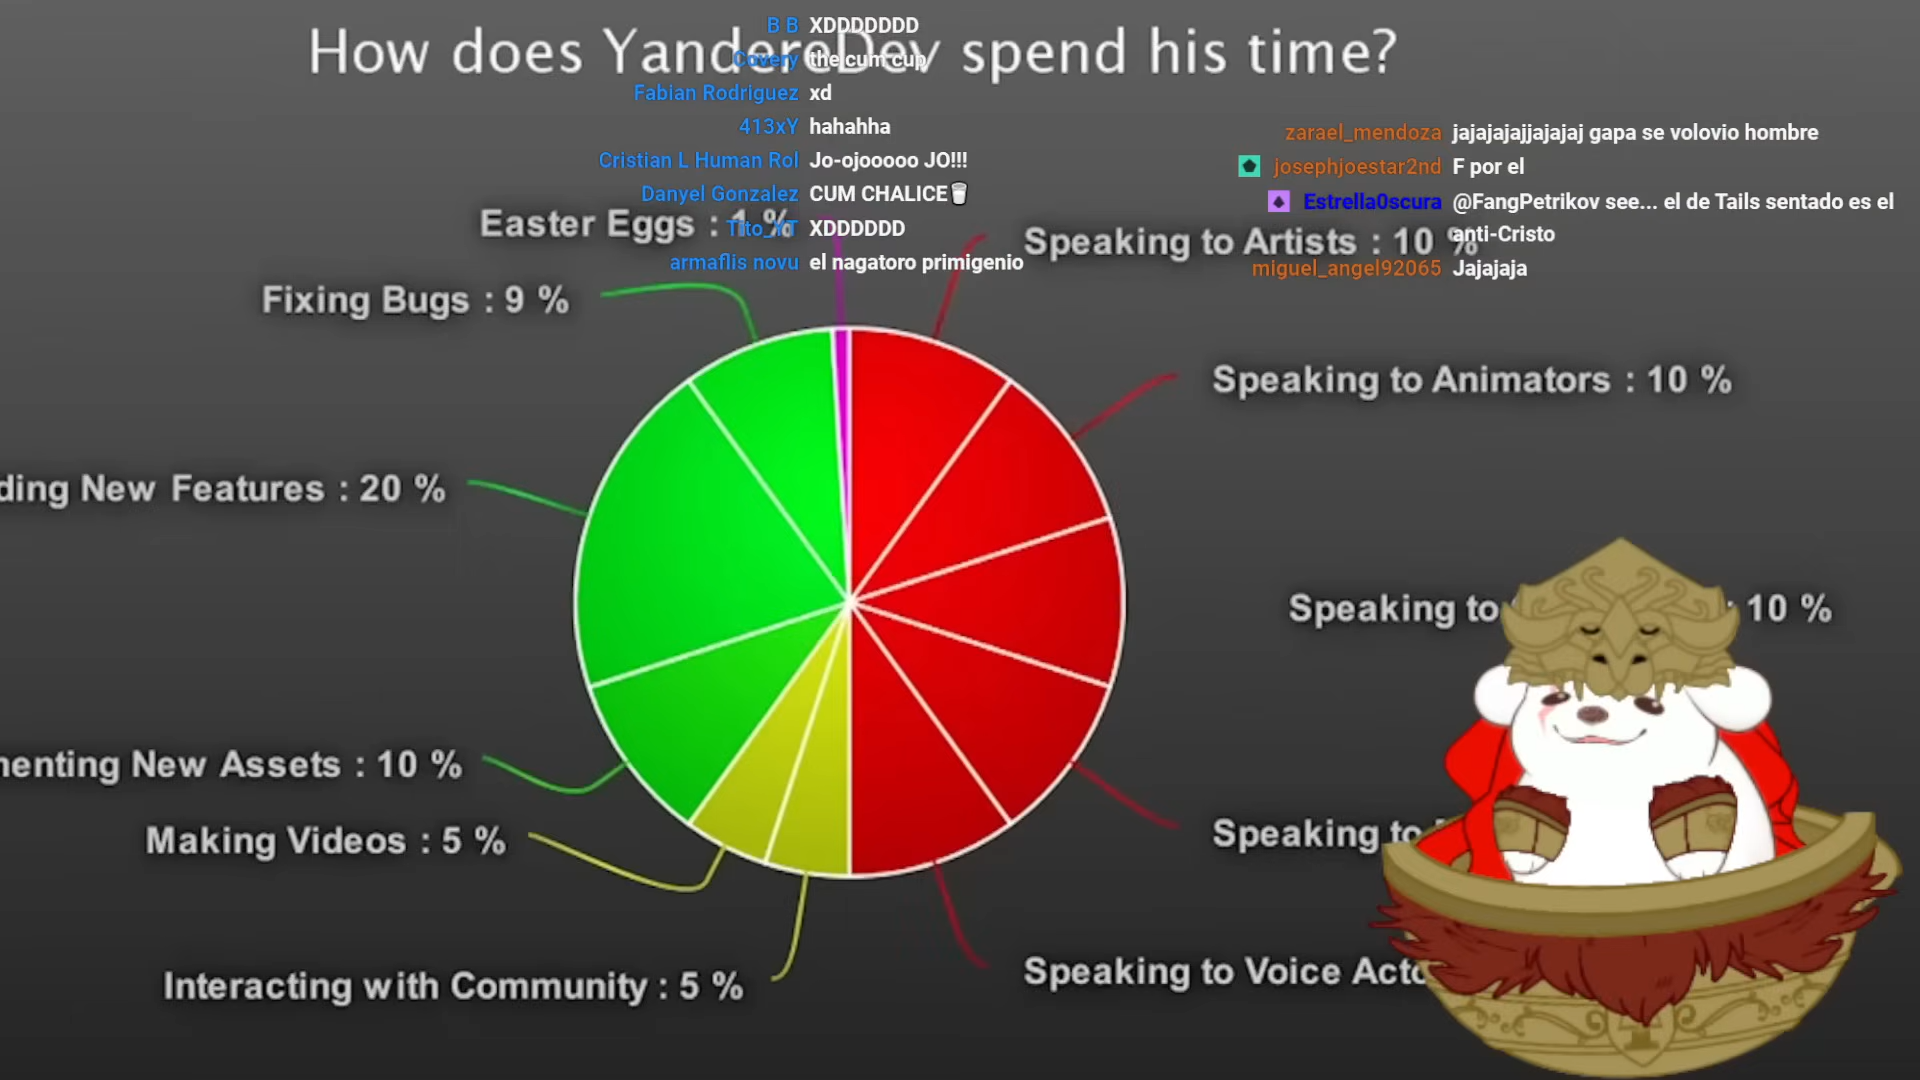 How does YandereDev spend his time?
B B XDDDDDDD
Covery the cum cup
Fabian Rodriguez xd
413xY hahahha
Cristian L Human Rol Jo-ojooooo JO!!!
Danyel Gonzalez CUM CHALICE🥛
Tito_YT XDDDDDD
armaflis novu el nagatoro primigenio
zarael_mendoza jajajajajjajajaj gapa se volovio hombre
josephjoestar2nd F por el
Estrella0scura @FangPetrikov see... el de Tails sentado es el
anti-Cristo
miguel_angel92065 Jajajaja
Easter Eggs : 1 %
Speaking to Artists : 10 %
Fixing Bugs : 9 %
Speaking to Animators : 10 %
ding New Features : 20 %
Speaking to : 10 %
menting New Assets : 10 %
Making Videos : 5 %
Speaking to
Interacting with Community : 5 %
Speaking to Voice Acto